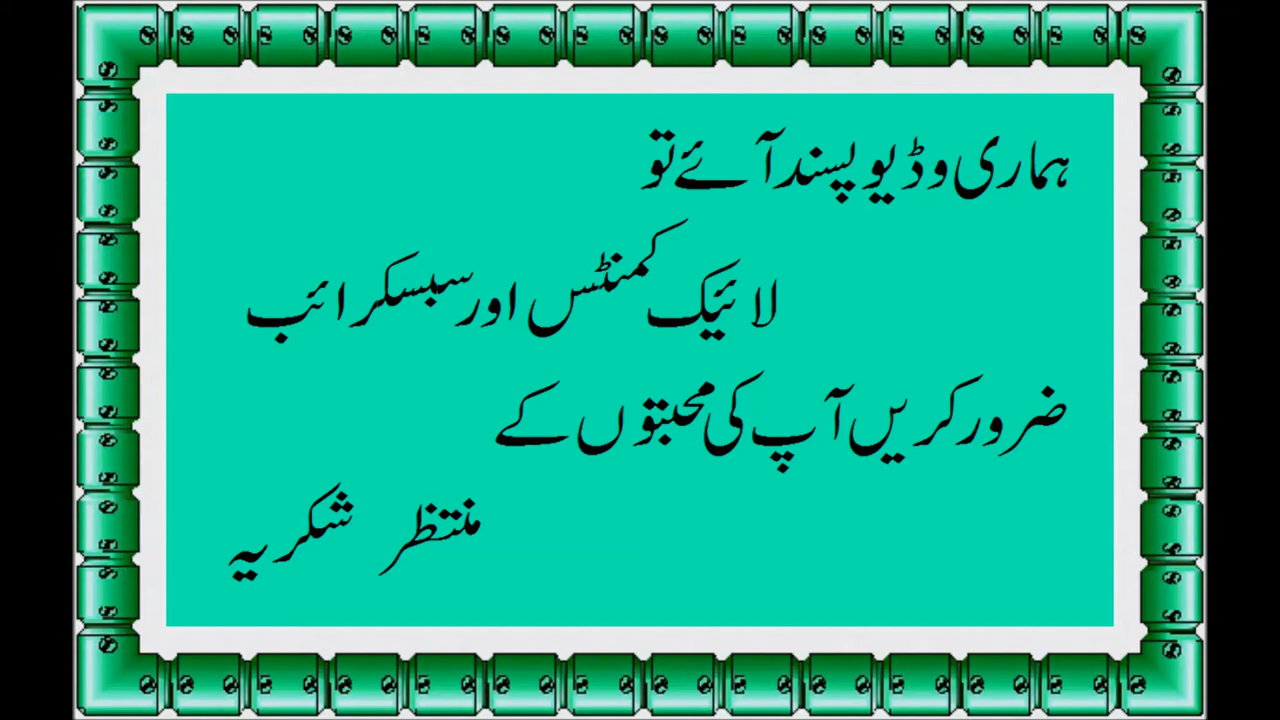 ہماری وڈیو پسند آئے تو
لائیک کمنٹس اور سبسکرائب
ضرور کریں آپ کی محبتوں کے
منتظر شکریہ